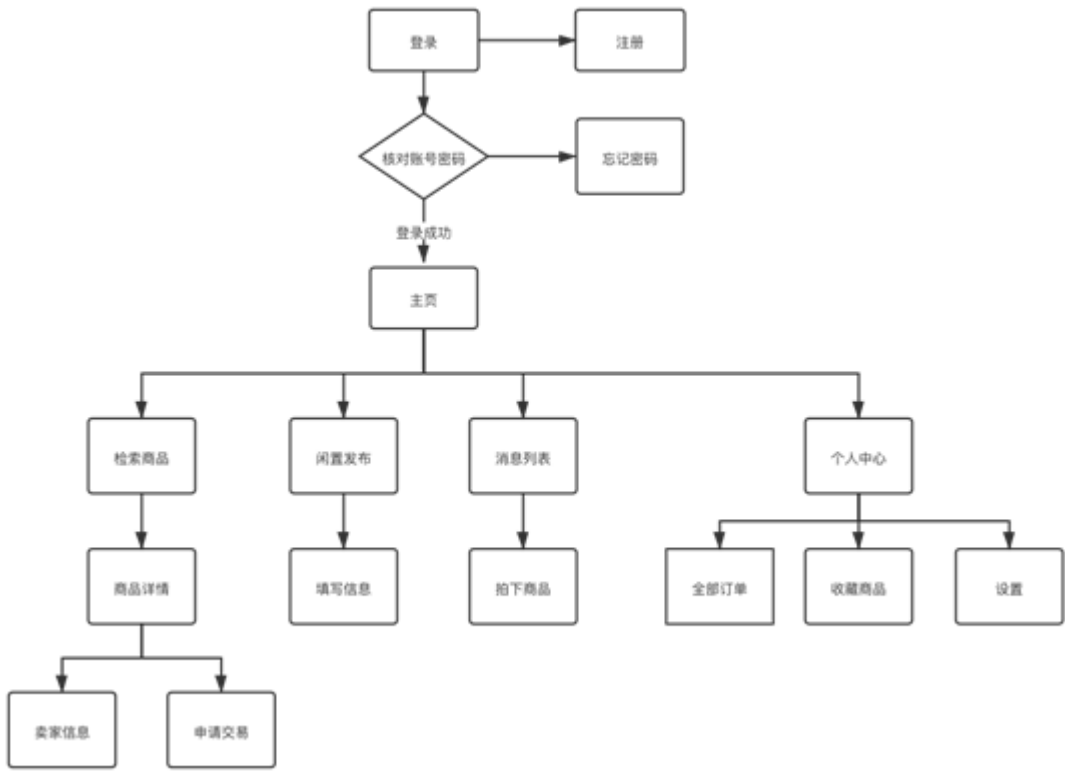 登录
注册
核对账号密码
忘记密码
登录成功
主页
检索商品
闲置发布
消息列表
个人中心
商品详情
填写信息
拍下商品
全部订单
收藏商品
设置
卖家信息
申请交易